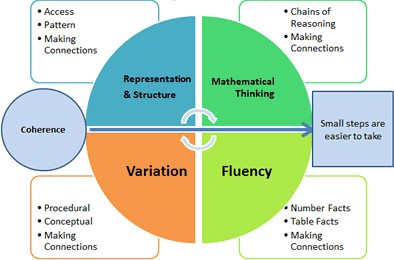 • Access
• Pattern
• Making
Connections
• Chains of
Reasoning
• Making
Connections
Representation
& Structure
Mathematical
Thinking
Coherence
Small steps are
easier to take
Variation
Fluency
• Procedural
• Conceptual
• Making
Connections
• Number Facts
• Table Facts
• Making
Connections